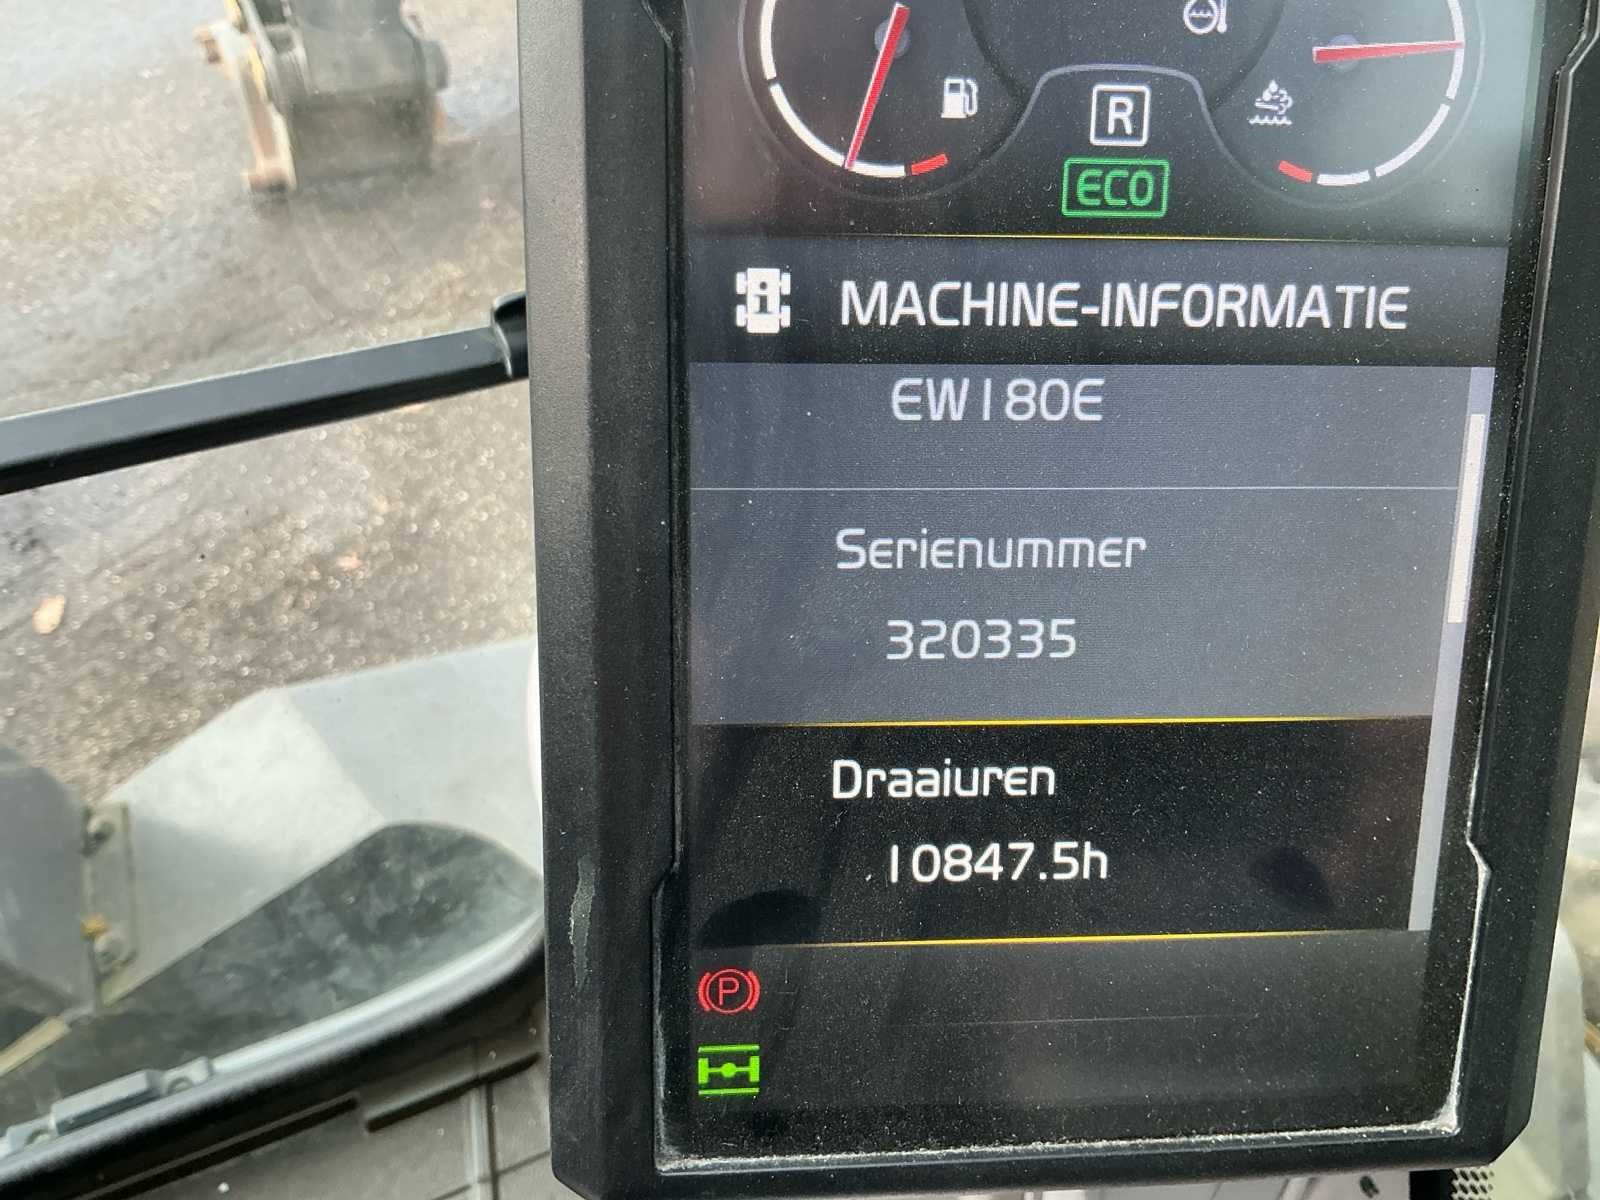 R
ECO
MACHINE-INFORMATIE
EW180E
Serienummer
320335
Draaiuren
10847.5h
P